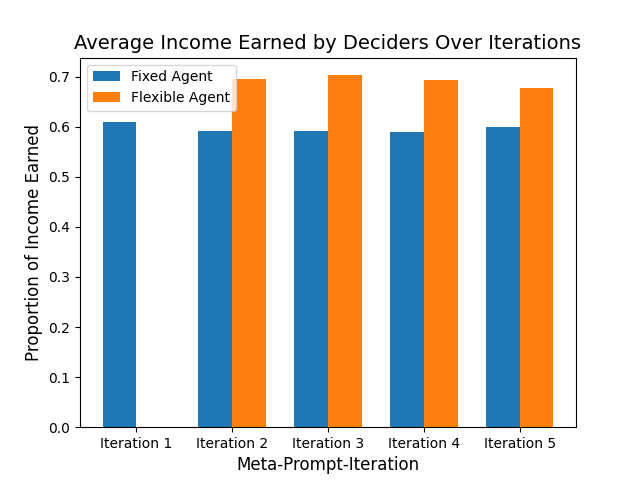 Average Income Earned by Deciders Over Iterations
Fixed Agent
Flexible Agent
Proportion of Income Earned
0.7
0.6
0.5
0.4
0.3
0.2
0.1
0.0
Iteration 1 Iteration 2 Iteration 3 Iteration 4 Iteration 5
Meta-Prompt-Iteration